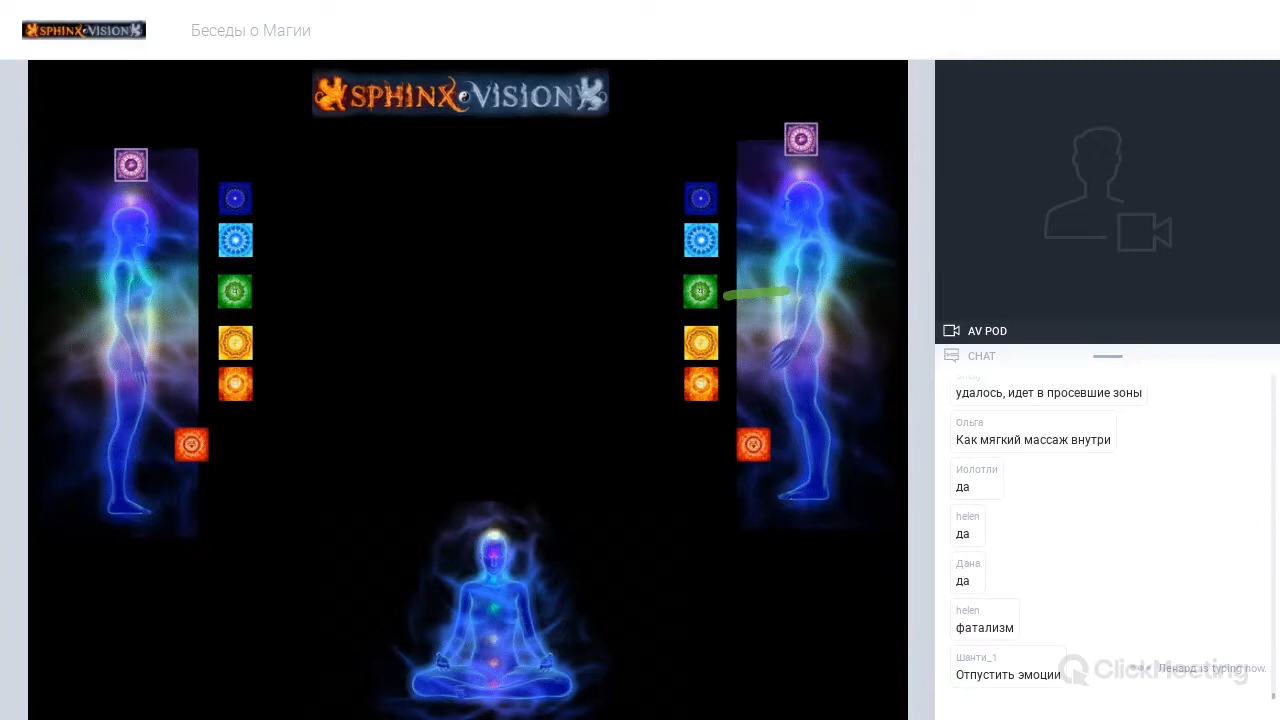 SPHINX VISION
Беседы о Магии
SPHINX VISION
AV POD
CHAT
удалось, идет в просевшие зоны
Ольга
Как мягкий массаж внутри
Иолотли
да
helen
да
Дана
да
helen
фатализм
Шанти_1
Отпустить эмоции
ClickMeeting
Ленард is typing now.